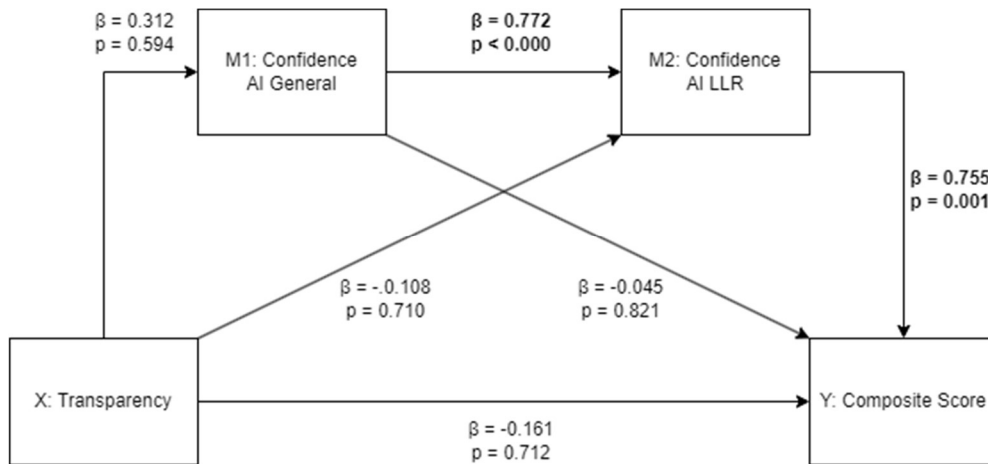 β = 0.312
p = 0.594
M1: Confidence
AI General
β = 0.772
p < 0.000
M2: Confidence
AI LLR
β = 0.755
p = 0.001
β = -.0.108
p = 0.710
β = -0.045
p = 0.821
X: Transparency
β = -0.161
p = 0.712
Y: Composite Score